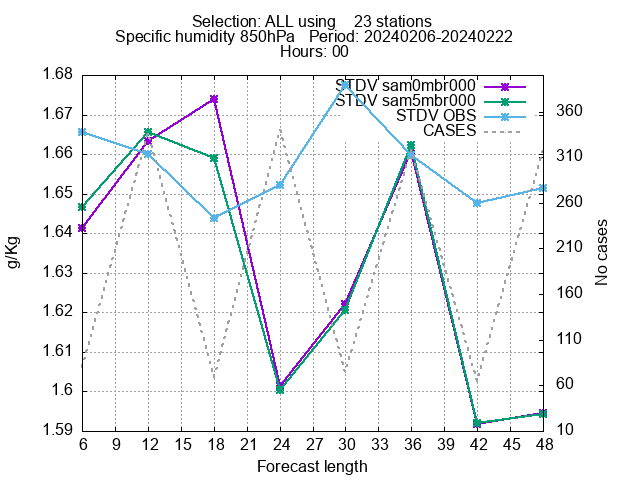 Selection: ALL using    23 stations
Specific humidity 850hPa   Period: 20240206-20240222
Hours: 00
STDV sam0mbr000
STDV sam5mbr000
STDV OBS
CASES
1.68
1.67
1.66
1.65
1.64
1.63
1.62
1.61
1.6
1.59
g/Kg
360
310
260
210
160
110
60
10
No cases
6 9 12 15 18 21 24 27 30 33 36 39 42 45 48
Forecast length